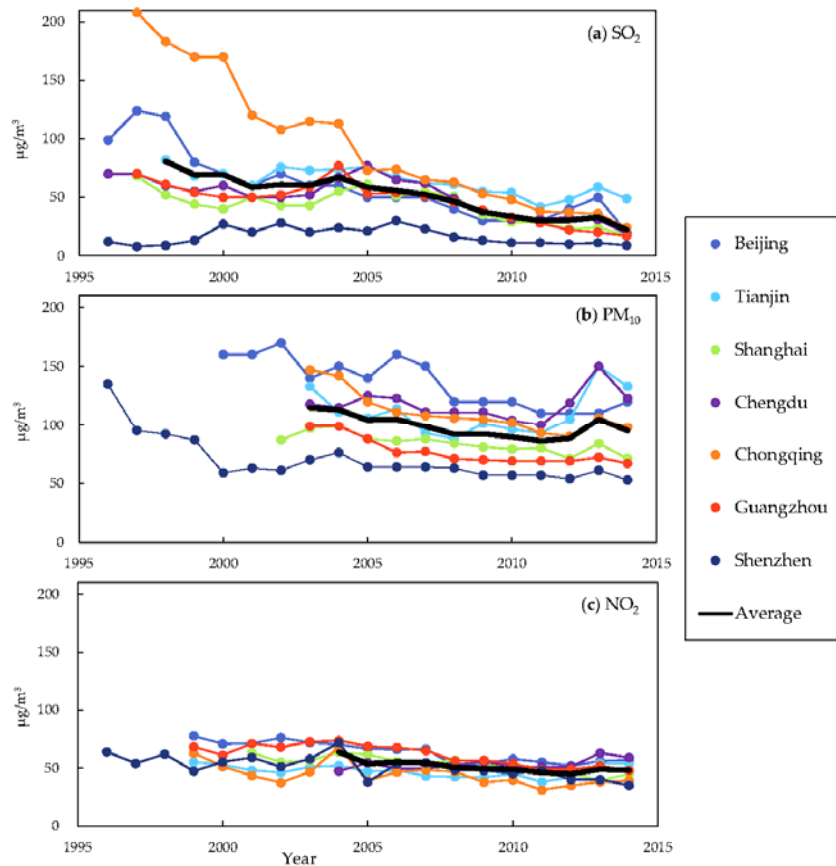 (a) SO₂
200
150
100
50
0
µg/m³
1995 2000 2005 2010 2015
(b) PM₁₀
200
150
100
50
0
µg/m³
1995 2000 2005 2010 2015
(c) NO₂
200
150
100
50
0
µg/m³
1995 2000 2005 2010 2015
Year
Beijing
Tianjin
Shanghai
Chengdu
Chongqing
Guangzhou
Shenzhen
Average